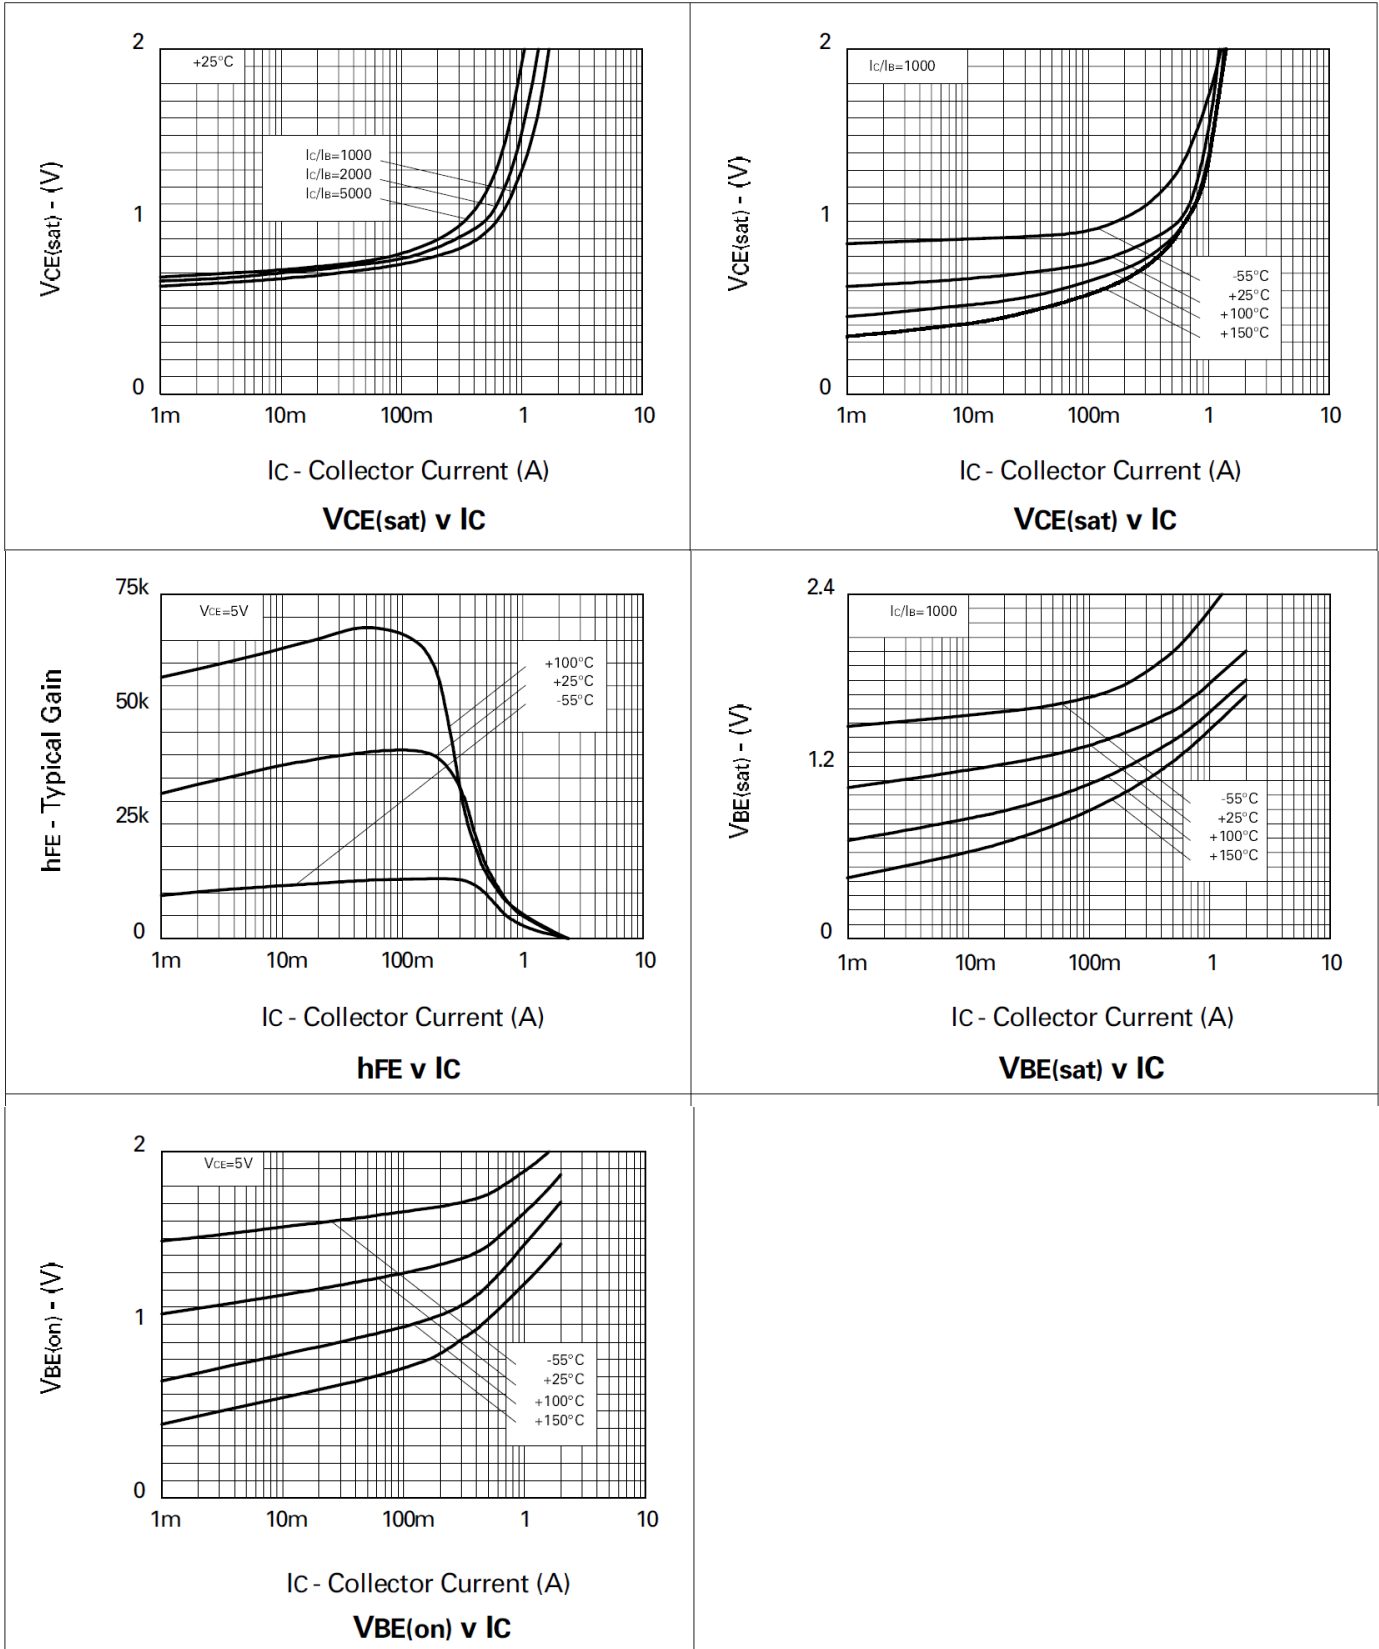 2
+25°C
IC/IB=1000
IC/IB=2000
IC/IB=5000
1
0
VCE(sat) - (V)
1m 10m 100m 1 10
IC - Collector Current (A)
VCE(sat) v IC
2
IC/IB=1000
1
0
VCE(sat) - (V)
-55°C
+25°C
+100°C
+150°C
1m 10m 100m 1 10
IC - Collector Current (A)
VCE(sat) v IC
75k
VCE=5V
+100°C
+25°C
-55°C
50k
25k
0
hFE - Typical Gain
1m 10m 100m 1 10
IC - Collector Current (A)
hFE v IC
2.4
IC/IB=1000
1.2
0
VBE(sat) - (V)
-55°C
+25°C
+100°C
+150°C
1m 10m 100m 1 10
IC - Collector Current (A)
VBE(sat) v IC
2
VCE=5V
1
0
VBE(on) - (V)
-55°C
+25°C
+100°C
+150°C
1m 10m 100m 1 10
IC - Collector Current (A)
VBE(on) v IC